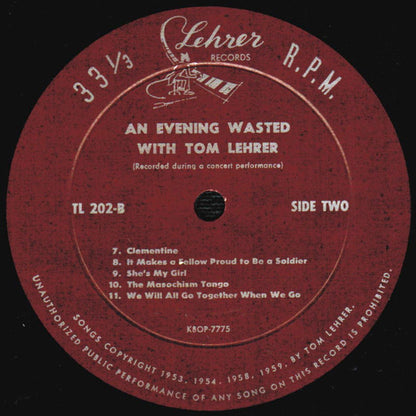 Lehrer
RECORDS
33 1/3
R.P.M.
AN EVENING WASTED
WITH TOM LEHRER
(Recorded during a concert performance)
TL 202-B
SIDE TWO
7. Clementine
8. It Makes a Fellow Proud to Be a Soldier
9. She's My Girl
10. The Masochism Tango
11. We Will All Go Together When We Go
K8OP-7775
SONGS COPYRIGHT 1953, 1954, 1958, 1959, BY TOM LEHRER.
UNAUTHORIZED PUBLIC PERFORMANCE OF ANY SONG ON THIS RECORD IS PROHIBITED.